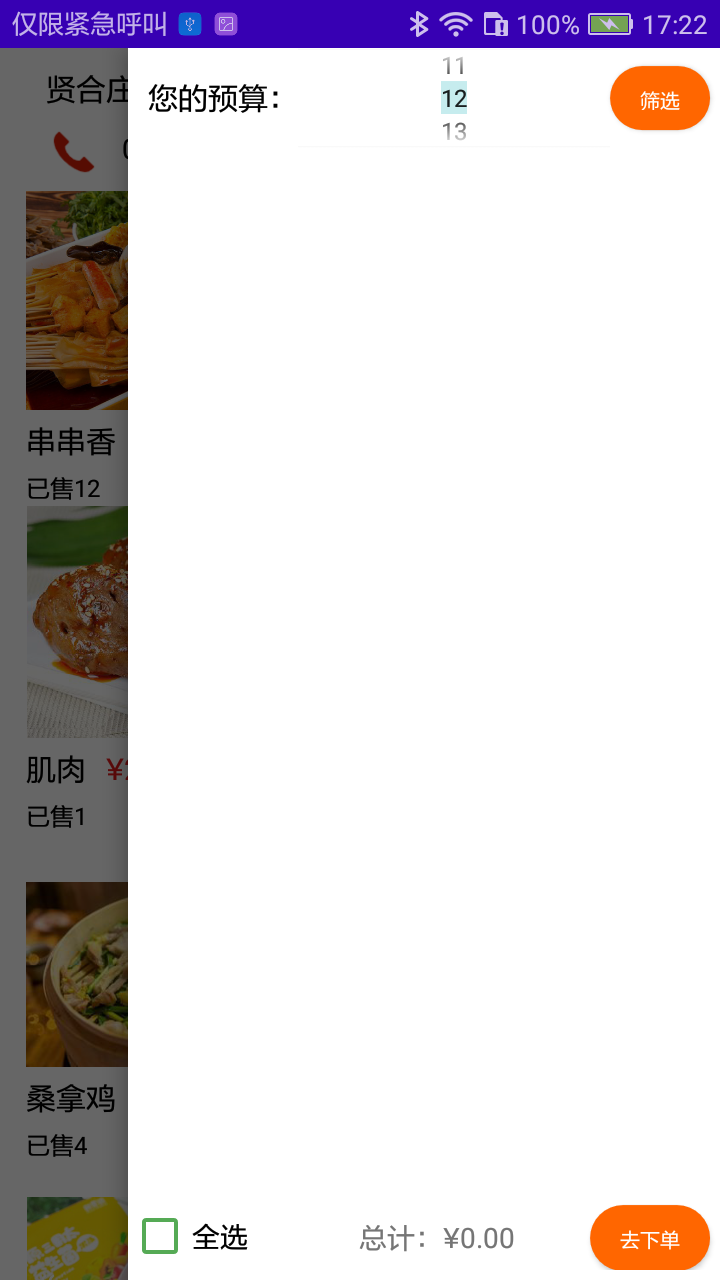 仅限紧急呼叫 100% 17:22
贤合庄
您的预算：
11
12
13
筛选
串串香
已售12
肌肉 ¥2
已售1
桑拿鸡
已售4
全选 总计：¥0.00 去下单